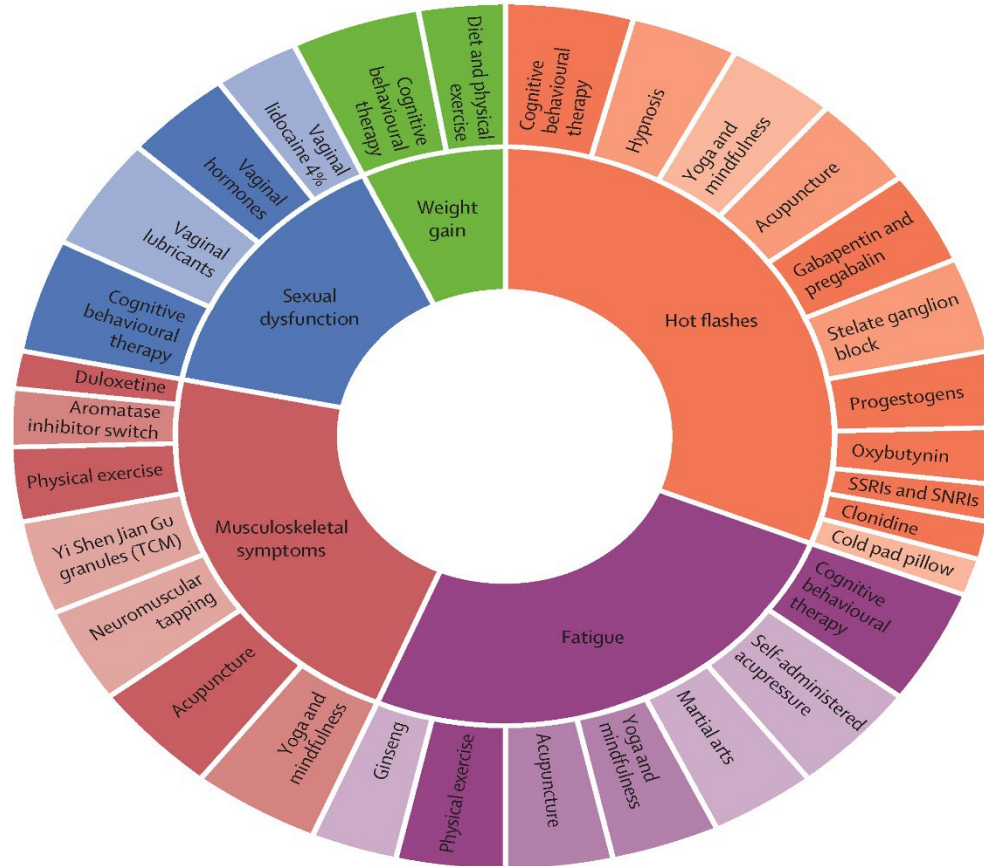 Cognitive
behavioural
therapy
Hypnosis
Yoga and
mindfulness
Acupuncture
Gabapentin and
pregabalin
Stelate ganglion
block
Progestogens
Oxybutynin
SSRIs and SNRIs
Clonidine
Cold pad pillow
Hot flashes
Cognitive
behavioural
therapy
Self-administered
acupressure
Martial arts
Yoga and
mindfulness
Acupuncture
Physical exercise
Ginseng
Fatigue
Yoga and
mindfulness
Acupuncture
Neuromuscular
tapping
Yi Shen Jian Gu
granules (TCM)
Physical exercise
Aromatase
inhibitor switch
Duloxetine
Musculoskeletal
symptoms
Cognitive
behavioural
therapy
Vaginal
lubricants
Vaginal
hormones
Vaginal
lidocaine 4%
Sexual
dysfunction
Cognitive
behavioural
therapy
Diet and physical
exercise
Weight
gain